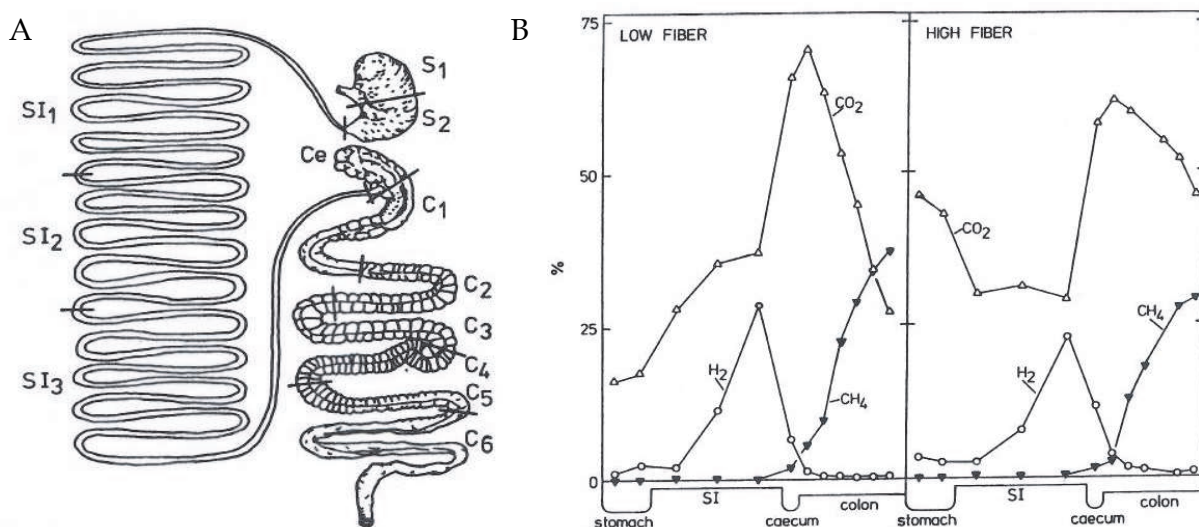 A
SI1
SI2
SI3
S1
S2
Ce
C1
C2
C3
C4
C5
C6
B
75
50
25
0
%
LOW FIBER
CO2
H2
CH4
stomach
SI
caecum
colon
HIGH FIBER
CO2
H2
CH4
stomach
SI
caecum
colon